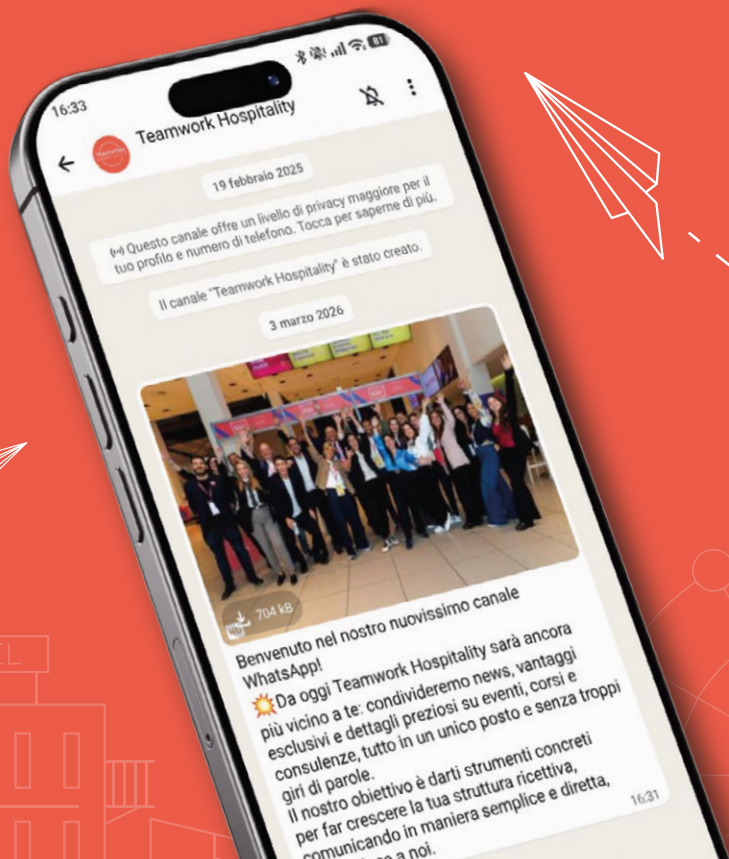 16:33
81
Teamwork Hospitality
19 febbraio 2025
Questo canale offre un livello di privacy maggiore per il
tuo profilo e numero di telefono. Tocca per saperne di più.
Il canale "Teamwork Hospitality" è stato creato.
3 marzo 2026
704 kB
HD
Benvenuto nel nostro nuovissimo canale
WhatsApp!
💥Da oggi Teamwork Hospitality sarà ancora
più vicino a te: condivideremo news, vantaggi
esclusivi e dettagli preziosi su eventi, corsi e
consulenze, tutto in un unico posto e senza troppi
giri di parole.
Il nostro obiettivo è darti strumenti concreti
per far crescere la tua struttura ricettiva,
comunicando in maniera semplice e diretta,
a noi.
16:31
EL